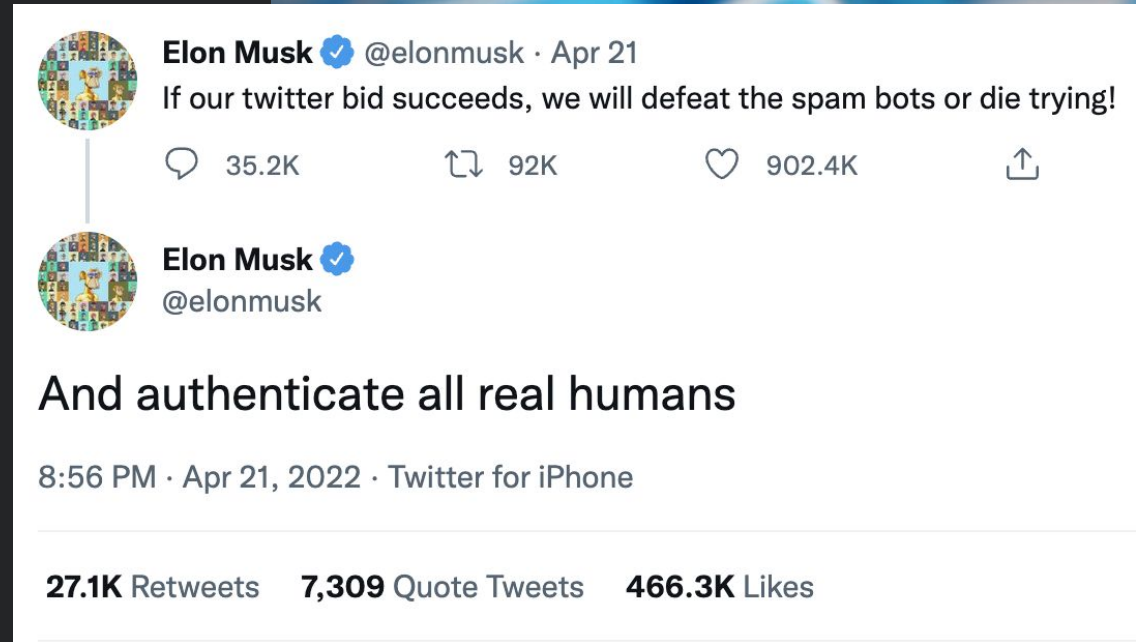 Elon Musk @elonmusk · Apr 21
If our twitter bid succeeds, we will defeat the spam bots or die trying!
35.2K 92K 902.4K
Elon Musk
@elonmusk
And authenticate all real humans
8:56 PM · Apr 21, 2022 · Twitter for iPhone
27.1K Retweets 7,309 Quote Tweets 466.3K Likes